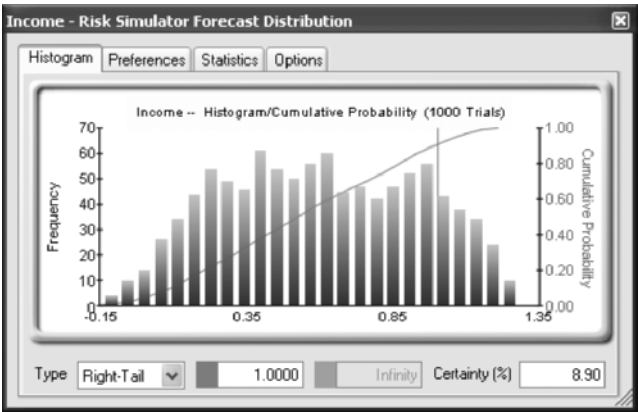 Income - Risk Simulator Forecast Distribution
Histogram Preferences Statistics Options
Income -- Histogram/Cumulative Probability (1000 Trials)
Frequency
70
60
50
40
30
20
10
0
-0.15 0.35 0.85 1.35
1.00
0.80
0.60
0.40
0.20
0.00
Cumulative Probability
Type Right-Tail 1.0000 Infinity Certainty (%) 8.90